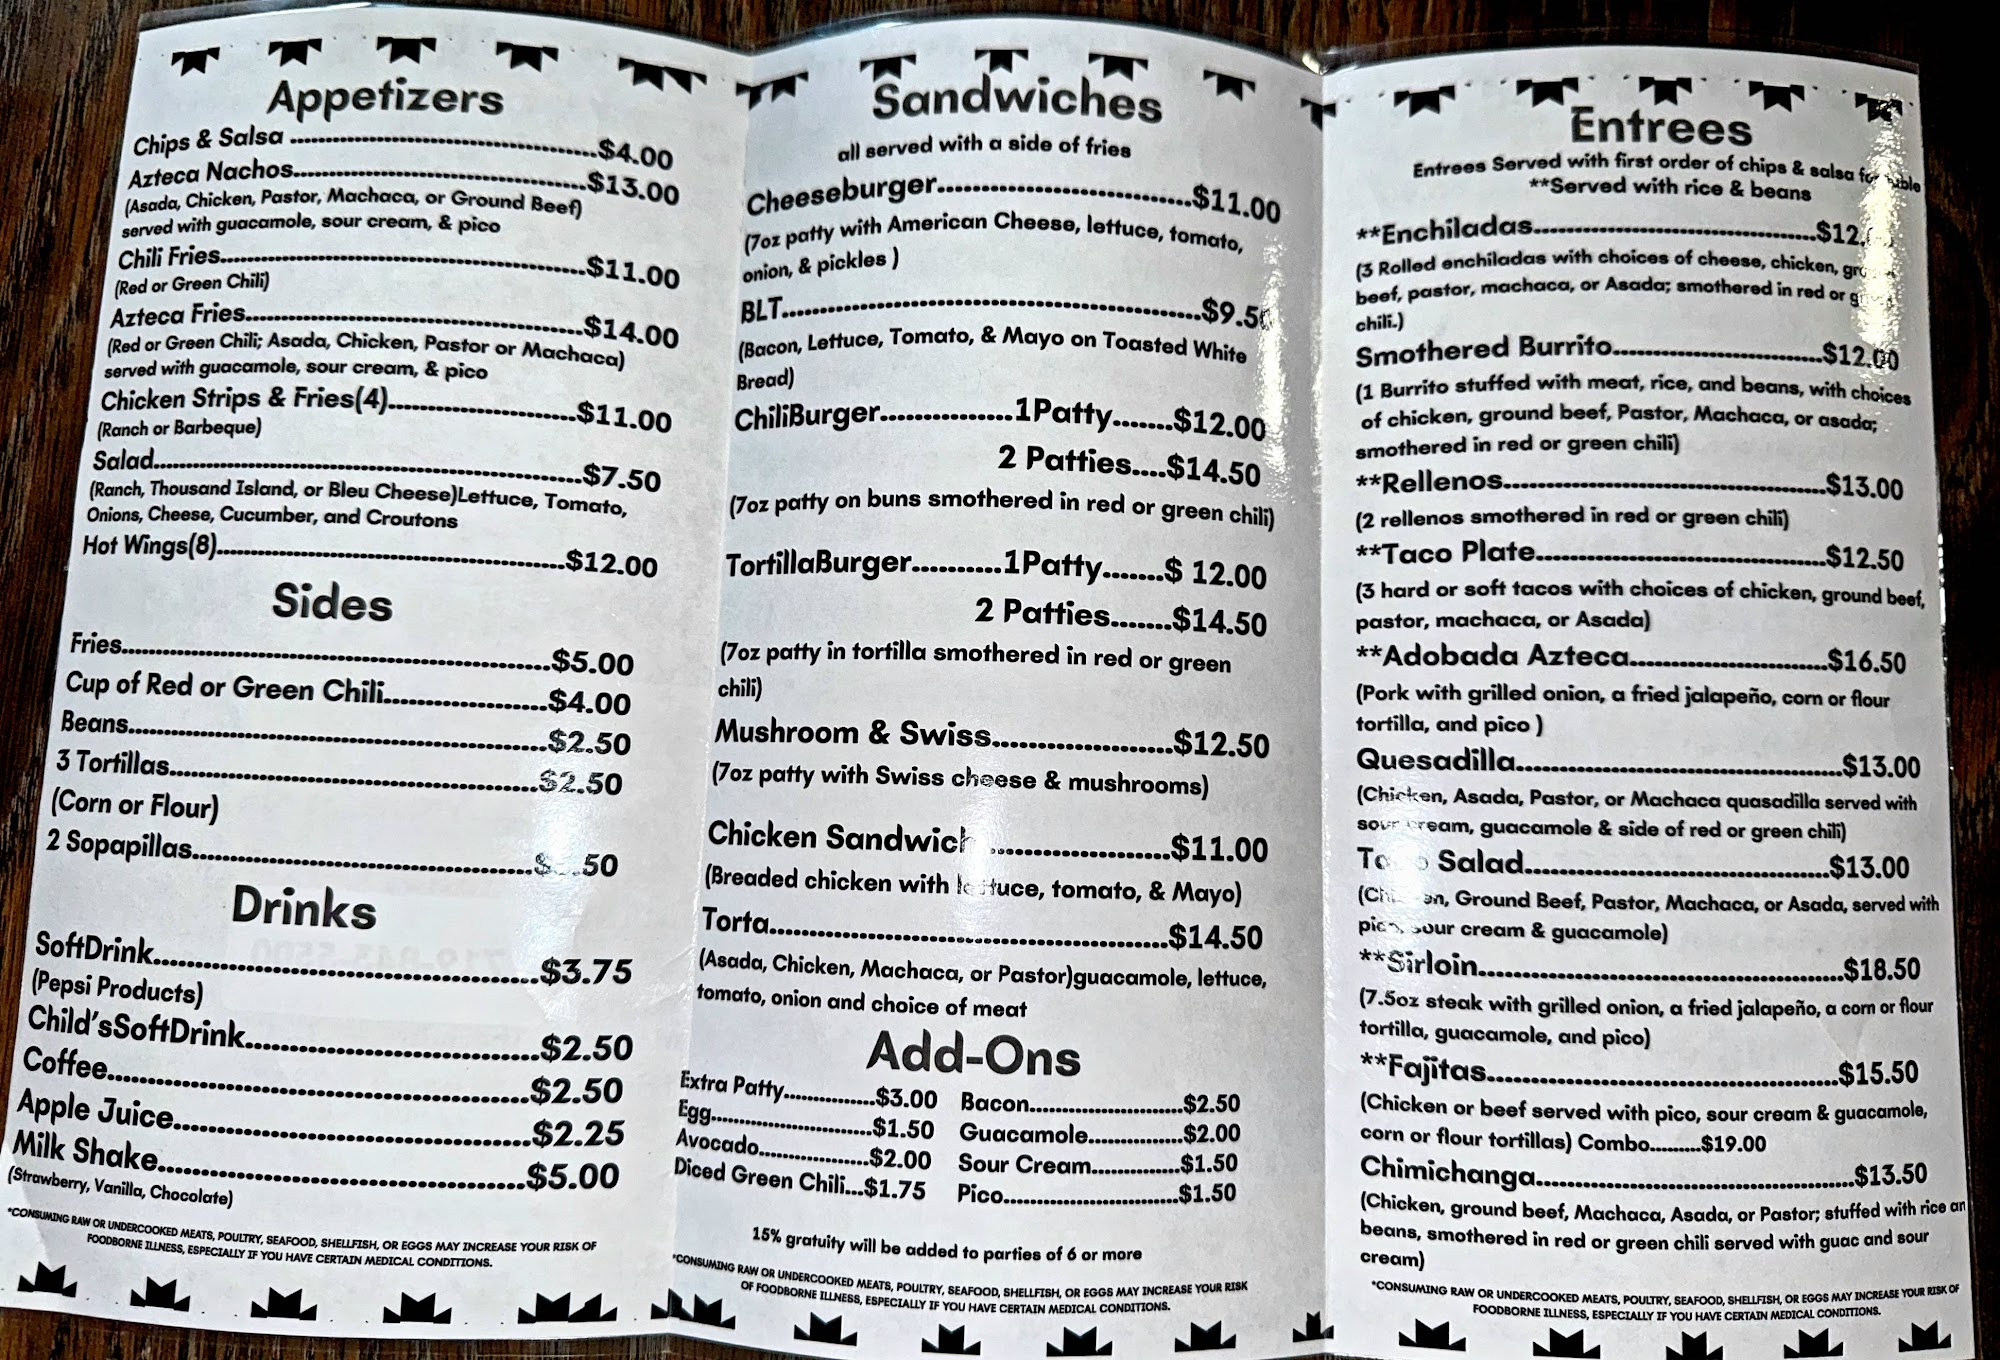 Appetizers
Chips & Salsa ........$4.00
Azteca Nachos........$13.00
(Asada, Chicken, Pastor, Machaca, or Ground Beef)
served with guacamole, sour cream, & pico
Chili Fries........$11.00
(Red or Green Chili)
Azteca Fries........$14.00
(Red or Green Chili; Asada, Chicken, Pastor or Machaca)
served with guacamole, sour cream, & pico
Chicken Strips & Fries(4)........$11.00
(Ranch or Barbeque)
Salad........$7.50
(Ranch, Thousand Island, or Bleu Cheese)Lettuce, Tomato,
Onions, Cheese, Cucumber, and Croutons
Hot Wings(8)........$12.00
Sides
Fries........$5.00
Cup of Red or Green Chili........$4.00
Beans........$2.50
3 Tortillas........$2.50
(Corn or Flour)
2 Sopapillas........
Drinks
SoftDrink........$3.75
(Pepsi Products)
Child'sSoftDrink........$2.50
Coffee........$2.50
Apple Juice........$2.25
Milk Shake........$5.00
(Strawberry, Vanilla, Chocolate)
*CONSUMING RAW OR UNDERCOOKED MEATS, POULTRY, SEAFOOD, SHELLFISH, OR EGGS MAY INCREASE YOUR RISK OF
FOODBORNE ILLNESS, ESPECIALLY IF YOU HAVE CERTAIN MEDICAL CONDITIONS.
Sandwiches
all served with a side of fries
Cheeseburger........$11.00
(7oz patty with American Cheese, lettuce, tomato,
onion, & pickles )
BLT........$9.50
(Bacon, Lettuce, Tomato, & Mayo on Toasted White
Bread)
ChiliBurger........1Patty.......$12.00
2 Patties....$14.50
(7oz patty on buns smothered in red or green chili)
TortillaBurger........1Patty.......$ 12.00
2 Patties.......$14.50
(7oz patty in tortilla smothered in red or green
chili)
Mushroom & Swiss........$12.50
(7oz patty with Swiss cheese & mushrooms)
Chicken Sandwich ........$11.00
(Breaded chicken with lettuce, tomato, & Mayo)
Torta........$14.50
(Asada, Chicken, Machaca, or Pastor)guacamole, lettuce,
tomato, onion and choice of meat
Add-Ons
Extra Patty........$3.00 Bacon........$2.50
Egg........$1.50 Guacamole........$2.00
Avocado........$2.00 Sour Cream........$1.50
Diced Green Chili...$1.75 Pico........$1.50
15% gratuity will be added to parties of 6 or more
*CONSUMING RAW OR UNDERCOOKED MEATS, POULTRY, SEAFOOD, SHELLFISH, OR EGGS MAY INCREASE YOUR RISK
OF FOODBORNE ILLNESS, ESPECIALLY IF YOU HAVE CERTAIN MEDICAL CONDITIONS.
Entrees
Entrees Served with first order of chips & salsa for
**Served with rice & beans
**Enchiladas........
(3 Rolled enchiladas with choices of cheese, chicken, ground
beef, pastor, machaca, or Asada; smothered in red or green
chili.)
Smothered Burrito........$12.00
(1 Burrito stuffed with meat, rice, and beans, with choices
of chicken, ground beef, Pastor, Machaca, or asada;
smothered in red or green chili)
**Rellenos........$13.00
(2 rellenos smothered in red or green chili)
**Taco Plate........$12.50
(3 hard or soft tacos with choices of chicken, ground beef,
pastor, machaca, or Asada)
**Adobada Azteca........$16.50
(Pork with grilled onion, a fried jalapeño, corn or flour
tortilla, and pico )
Quesadilla........$13.00
(Chicken, Asada, Pastor, or Machaca quasadilla served with
sour cream, guacamole & side of red or green chili)
Taco Salad........$13.00
(Chicken, Ground Beef, Pastor, Machaca, or Asada, served with
pico, sour cream & guacamole)
**Sirloin........$18.50
(7.5oz steak with grilled onion, a fried jalapeño, a corn or flour
tortilla, guacamole, and pico)
**Fajitas........$15.50
(Chicken or beef served with pico, sour cream & guacamole,
corn or flour tortillas) Combo........$19.00
Chimichanga........$13.50
(Chicken, ground beef, Machaca, Asada, or Pastor; stuffed with rice an
beans, smothered in red or green chili served with guac and sour
cream)
*CONSUMING RAW OR UNDERCOOKED MEATS, POULTRY, SEAFOOD, SHELLFISH, OR EGGS MAY INCREASE YOUR RISK OF
FOODBORNE ILLNESS, ESPECIALLY IF YOU HAVE CERTAIN MEDICAL CONDITIONS.